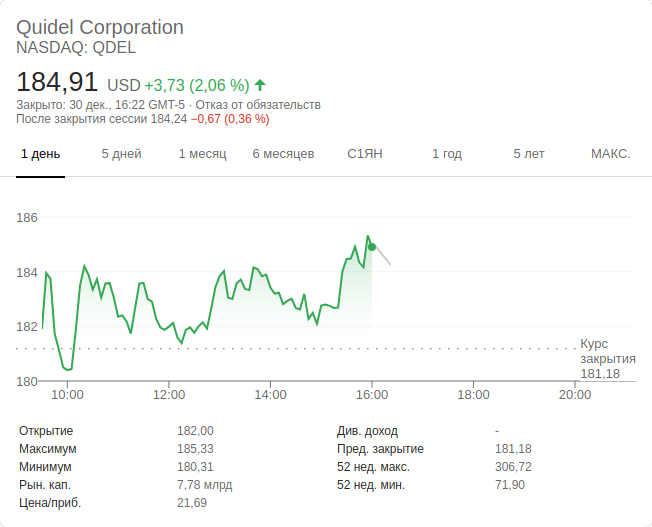 Quidel Corporation
NASDAQ: QDEL
184,91 USD +3,73 (2,06 %)
Закрыто: 30 дек., 16:22 GMT-5 · Отказ от обязательств
После закрытия сессии 184,24 −0,67 (0,36 %)
1 день 5 дней 1 месяц 6 месяцев С1ЯН 1 год 5 лет МАКС.
186
184
182
Курс
закрытия
181,18
180
10:00 12:00 14:00 16:00 18:00 20:00
Открытие 182,00 Див. доход -
Максимум 185,33 Пред. закрытие 181,18
Минимум 180,31 52 нед. макс. 306,72
Рын. кап. 7,78 млрд 52 нед. мин. 71,90
Цена/приб. 21,69